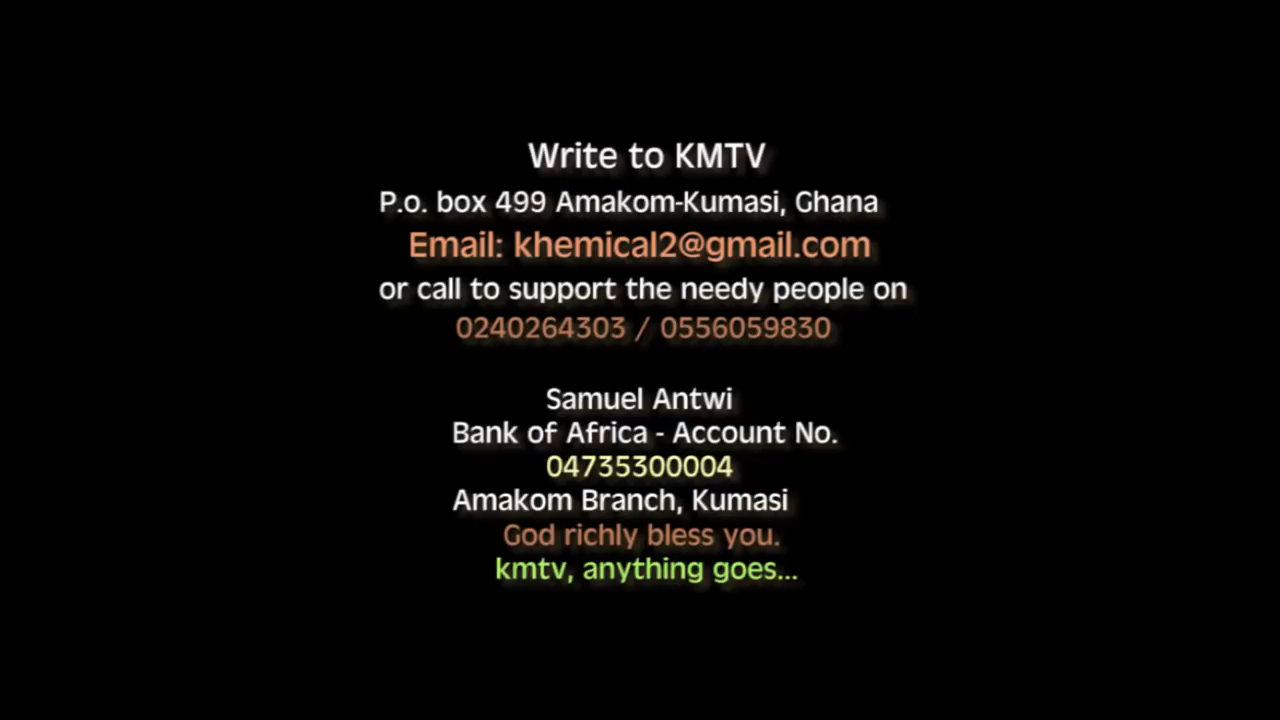 Write to KMTV
P.o. box 499 Amakom-Kumasi, Ghana
Email: khemical2@gmail.com
or call to support the needy people on
0240264303 / 0556059830
Samuel Antwi
Bank of Africa - Account No.
04735300004
Amakom Branch, Kumasi
God richly bless you.
kmtv, anything goes...